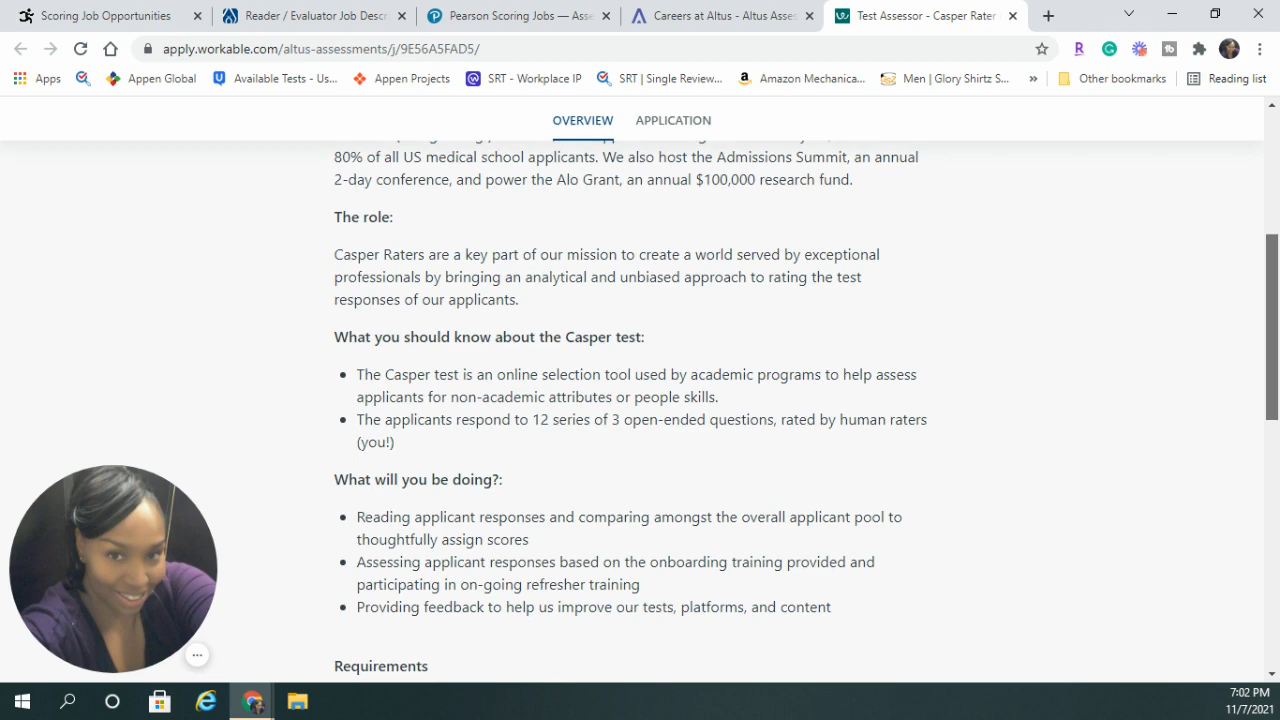 Scoring Job Opportunities
Reader / Evaluator Job Descr
Pearson Scoring Jobs — Asse
Careers at Altus - Altus Asse
Test Assessor - Casper Rater
apply.workable.com/altus-assessments/j/9E56A5FAD5/
Apps
Appen Global
Available Tests - Us...
Appen Projects
SRT - Workplace IP
SRT | Single Review...
Amazon Mechanica...
Men | Glory Shirtz S...
»
Other bookmarks
Reading list
OVERVIEW
APPLICATION
80% of all US medical school applicants. We also host the Admissions Summit, an annual
2-day conference, and power the Alo Grant, an annual $100,000 research fund.
The role:
Casper Raters are a key part of our mission to create a world served by exceptional
professionals by bringing an analytical and unbiased approach to rating the test
responses of our applicants.
What you should know about the Casper test:
• The Casper test is an online selection tool used by academic programs to help assess
applicants for non-academic attributes or people skills.
• The applicants respond to 12 series of 3 open-ended questions, rated by human raters
(you!)
What will you be doing?:
• Reading applicant responses and comparing amongst the overall applicant pool to
thoughtfully assign scores
• Assessing applicant responses based on the onboarding training provided and
participating in on-going refresher training
• Providing feedback to help us improve our tests, platforms, and content
Requirements
7:02 PM
11/7/2021